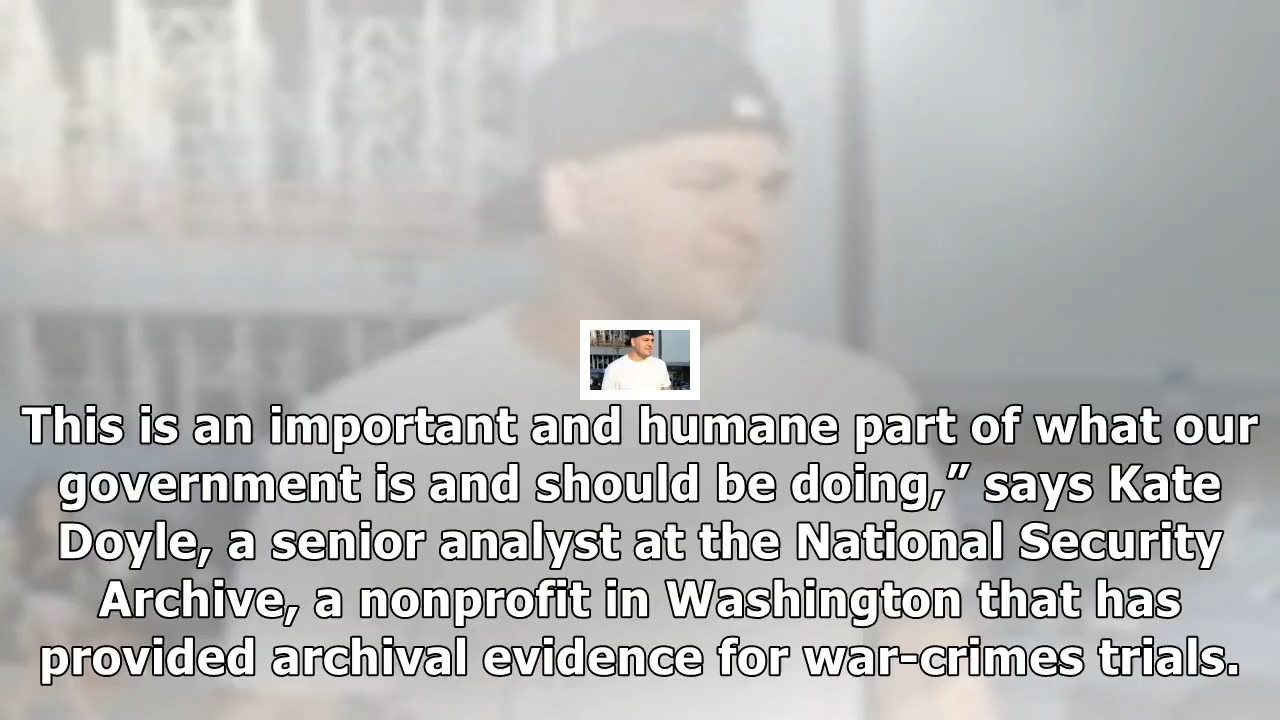 This is an important and humane part of what our
government is and should be doing,” says Kate
Doyle, a senior analyst at the National Security
Archive, a nonprofit in Washington that has
provided archival evidence for war-crimes trials.